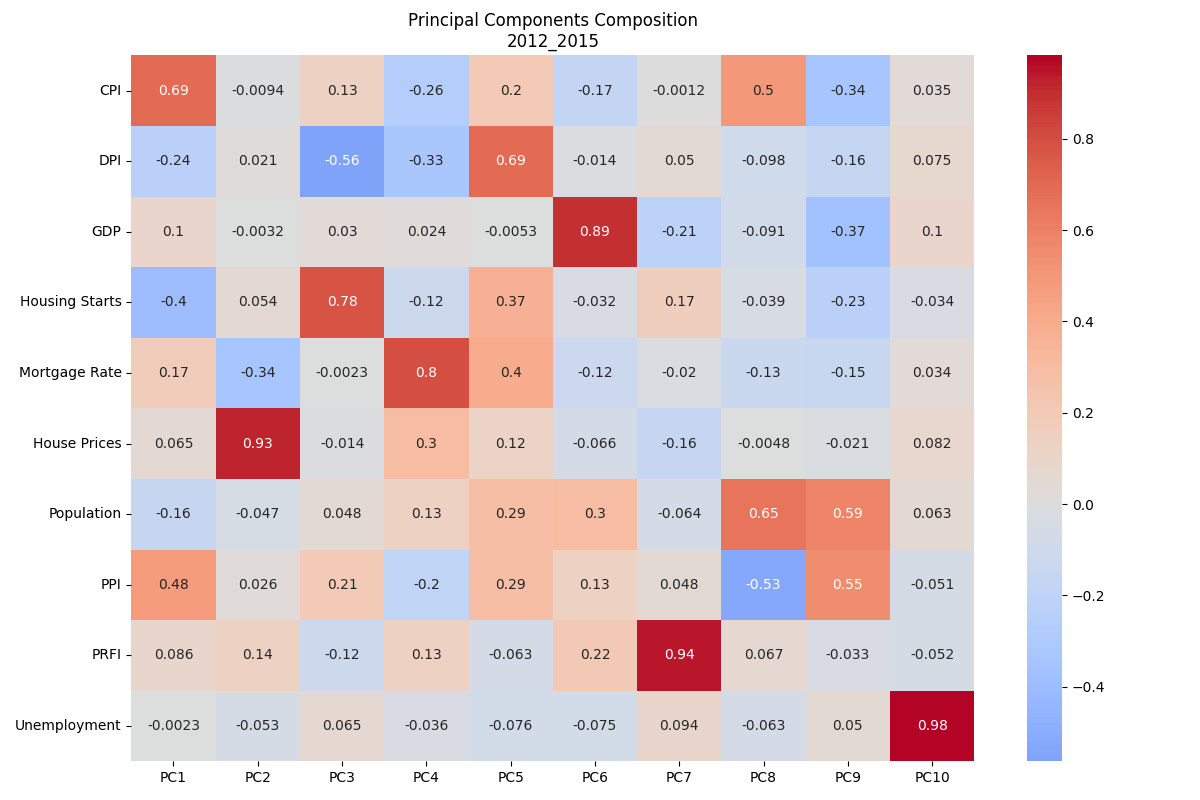 Principal Components Composition
2012_2015
CPI 0.69 -0.0094 0.13 -0.26 0.2 -0.17 -0.0012 0.5 -0.34 0.035
DPI -0.24 0.021 -0.56 -0.33 0.69 -0.014 0.05 -0.098 -0.16 0.075
GDP 0.1 -0.0032 0.03 0.024 -0.0053 0.89 -0.21 -0.091 -0.37 0.1
Housing Starts -0.4 0.054 0.78 -0.12 0.37 -0.032 0.17 -0.039 -0.23 -0.034
Mortgage Rate 0.17 -0.34 -0.0023 0.8 0.4 -0.12 -0.02 -0.13 -0.15 0.034
House Prices 0.065 0.93 -0.014 0.3 0.12 -0.066 -0.16 -0.0048 -0.021 0.082
Population -0.16 -0.047 0.048 0.13 0.29 0.3 -0.064 0.65 0.59 0.063
PPI 0.48 0.026 0.21 -0.2 0.29 0.13 0.048 -0.53 0.55 -0.051
PRFI 0.086 0.14 -0.12 0.13 -0.063 0.22 0.94 0.067 -0.033 -0.052
Unemployment -0.0023 -0.053 0.065 -0.036 -0.076 -0.075 0.094 -0.063 0.05 0.98
PC1 PC2 PC3 PC4 PC5 PC6 PC7 PC8 PC9 PC10
0.8
0.6
0.4
0.2
0.0
−0.2
−0.4